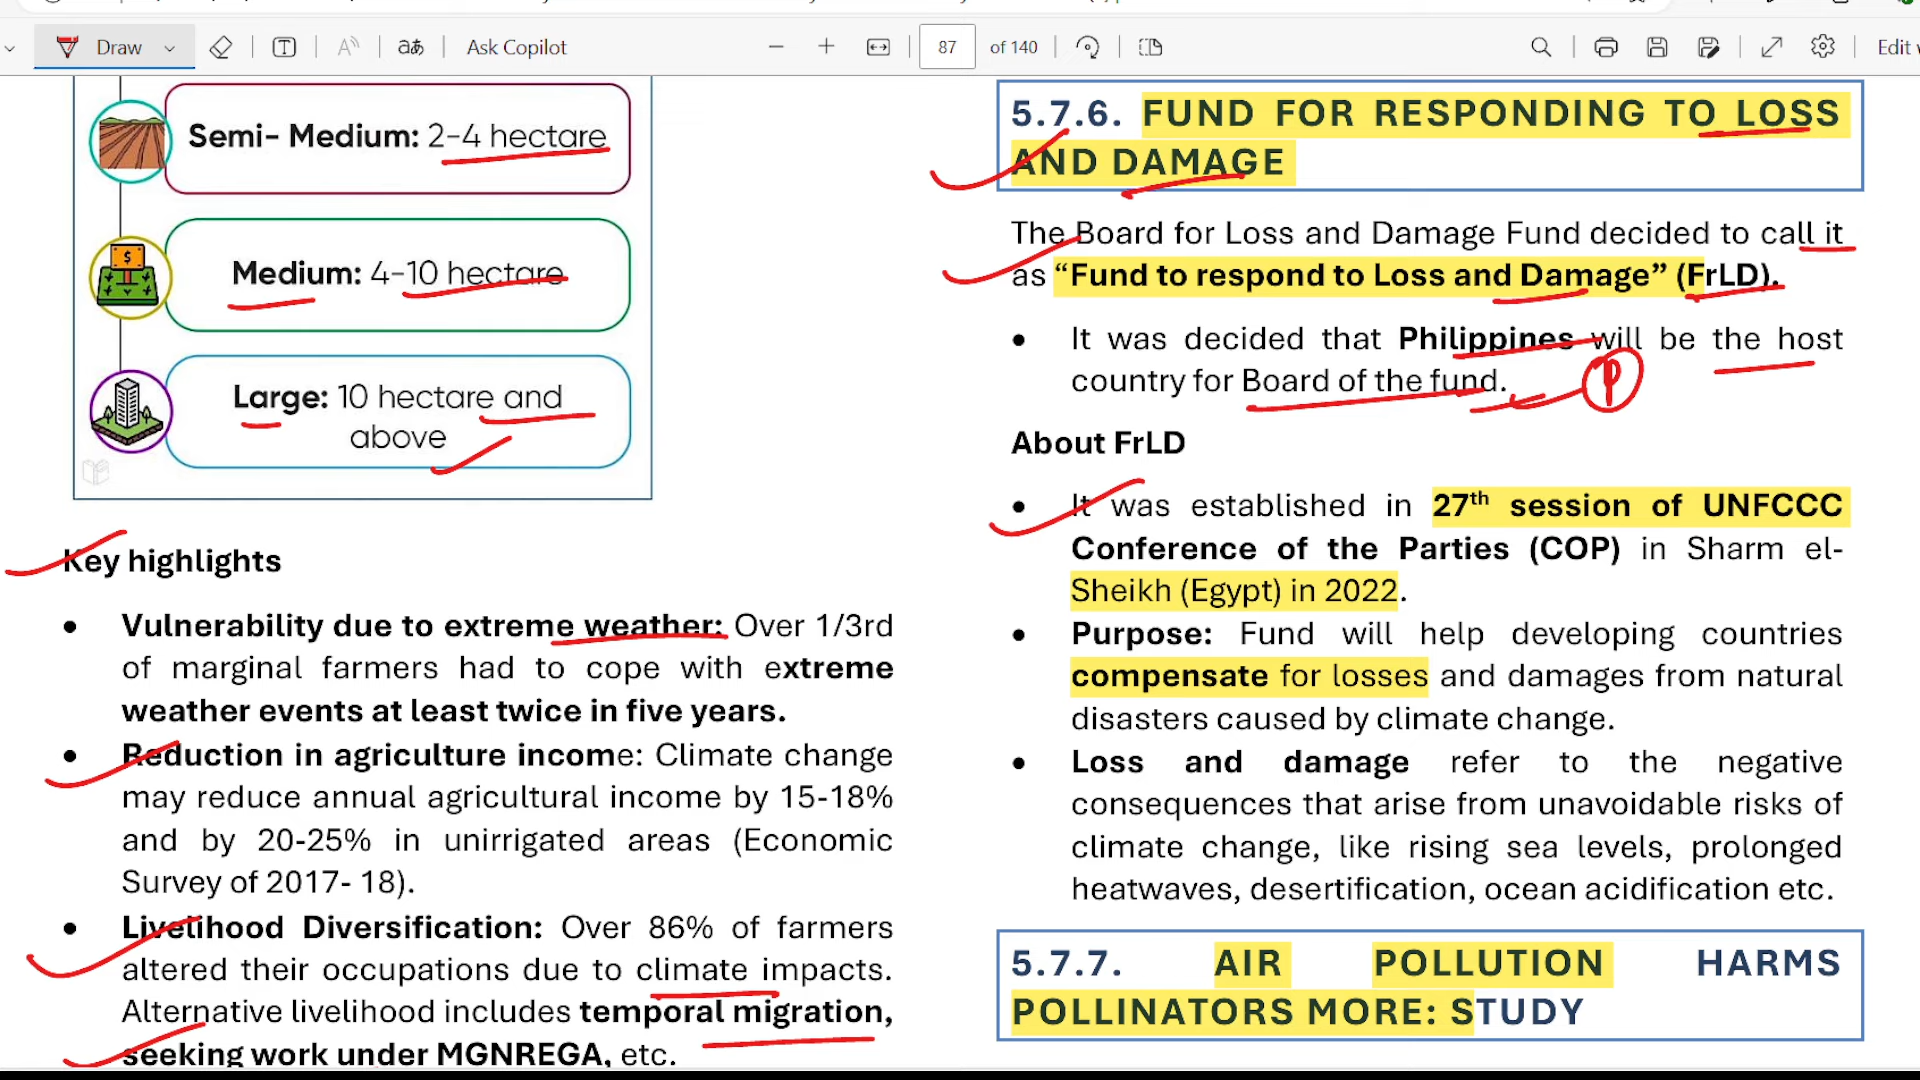 Draw
T
A
aあ
Ask Copilot
87
of 140
Edit
Semi- Medium: 2-4 hectare
Medium: 4-10 hectare
Large: 10 hectare and
above
Key highlights
• Vulnerability due to extreme weather: Over 1/3rd
of marginal farmers had to cope with extreme
weather events at least twice in five years.
• Reduction in agriculture income: Climate change
may reduce annual agricultural income by 15-18%
and by 20-25% in unirrigated areas (Economic
Survey of 2017- 18).
• Livelihood Diversification: Over 86% of farmers
altered their occupations due to climate impacts.
Alternative livelihood includes temporal migration,
seeking work under MGNREGA, etc.
5.7.6. FUND FOR RESPONDING TO LOSS
AND DAMAGE
The Board for Loss and Damage Fund decided to call it
as “Fund to respond to Loss and Damage” (FrLD).
• It was decided that Philippines will be the host
country for Board of the fund.
P
About FrLD
• It was established in 27th session of UNFCCC
Conference of the Parties (COP) in Sharm el-
Sheikh (Egypt) in 2022.
• Purpose: Fund will help developing countries
compensate for losses and damages from natural
disasters caused by climate change.
• Loss and damage refer to the negative
consequences that arise from unavoidable risks of
climate change, like rising sea levels, prolonged
heatwaves, desertification, ocean acidification etc.
5.7.7. AIR POLLUTION HARMS
POLLINATORS MORE: STUDY